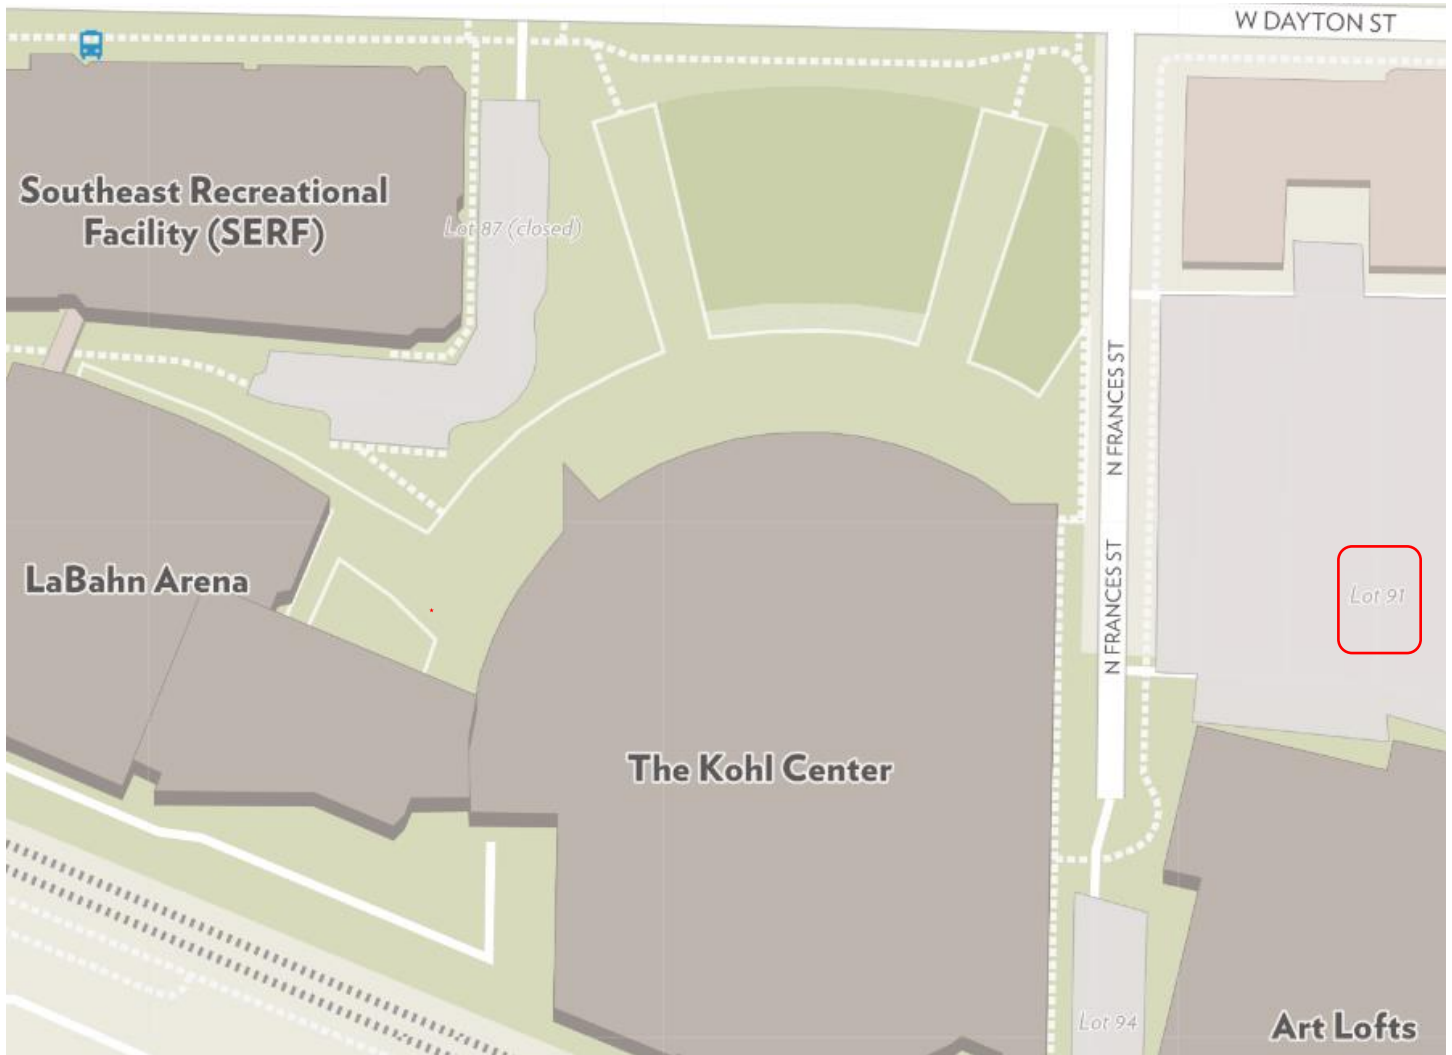 W DAYTON ST
Southeast Recreational
Facility (SERF)
Lot 87 (closed)
N FRANCES ST
N FRANCES ST
LaBahn Arena
Lot 91
The Kohl Center
Lot 94
Art Lofts